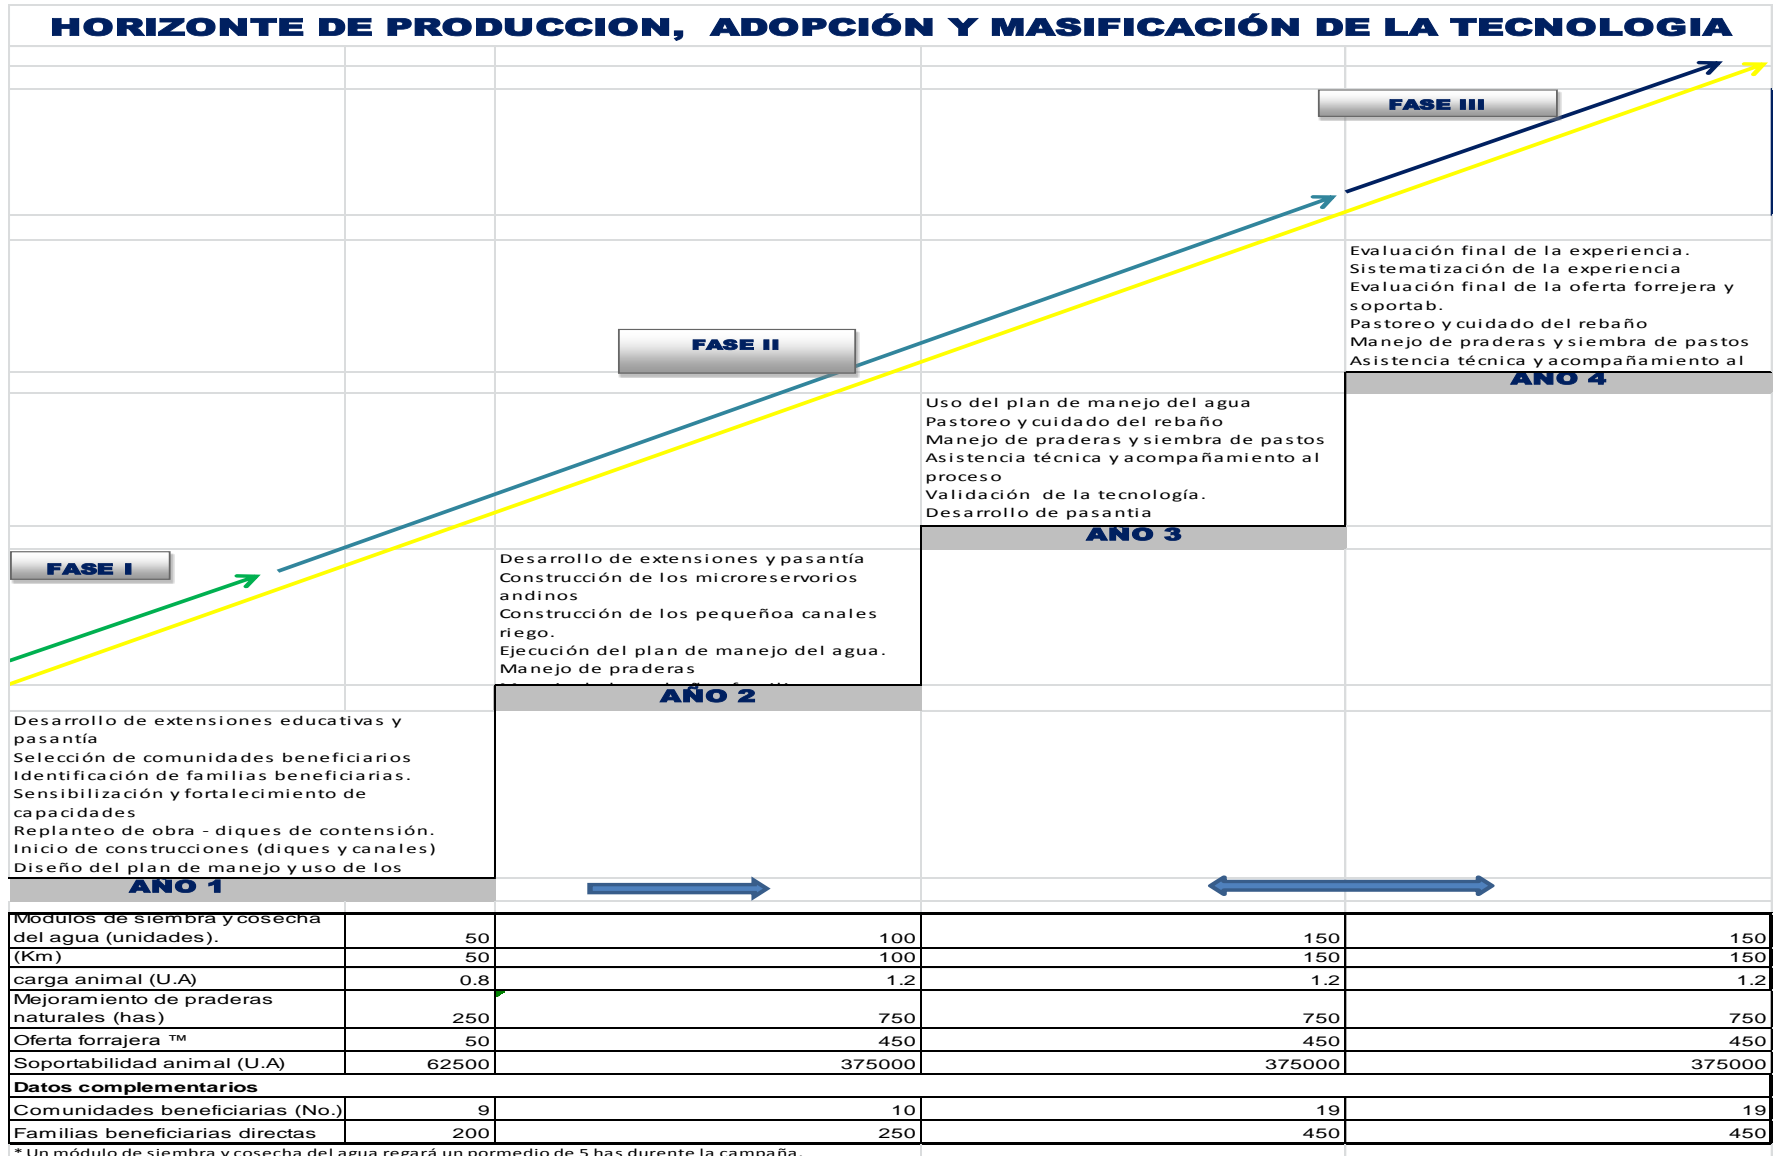 HORIZONTE DE PRODUCCION, ADOPCIÓN Y MASIFICACIÓN DE LA TECNOLOGIA
FASE III
Evaluación final de la experiencia.
Sistematización de la experiencia
Evaluación final de la oferta forrejera y
soportab.
Pastoreo y cuidado del rebaño
Manejo de praderas y siembra de pastos
Asistencia técnica y acompañamiento al
AÑO 4
FASE II
Uso del plan de manejo del agua
Pastoreo y cuidado del rebaño
Manejo de praderas y siembra de pastos
Asistencia técnica y acompañamiento al
proceso
Validación de la tecnología.
Desarrollo de pasantia
AÑO 3
FASE I
Desarrollo de extensiones y pasantía
Construcción de los microreservorios
andinos
Construcción de los pequeñoa canales
riego.
Ejecución del plan de manejo del agua.
Manejo de praderas
AÑO 2
Desarrollo de extensiones educativas y
pasantía
Selección de comunidades beneficiarios
Identificación de familias beneficiarias.
Sensibilización y fortalecimiento de
capacidades
Replanteo de obra - diques de contensión.
Inicio de construcciones (diques y canales)
Diseño del plan de manejo y uso de los
AÑO 1
Modulos de siembra y cosecha
del agua (unidades). 50 100 150 150
(Km) 50 100 150 150
carga animal (U.A) 0.8 1.2 1.2 1.2
Mejoramiento de praderas
naturales (has) 250 750 750 750
Oferta forrajera ™ 50 450 450 450
Soportabilidad animal (U.A) 62500 375000 375000 375000
Datos complementarios
Comunidades beneficiarias (No.) 9 10 19 19
Familias beneficiarias directas 200 250 450 450
* Un módulo de siembra y cosecha del agua regará un pormedio de 5 has durente la campaña.